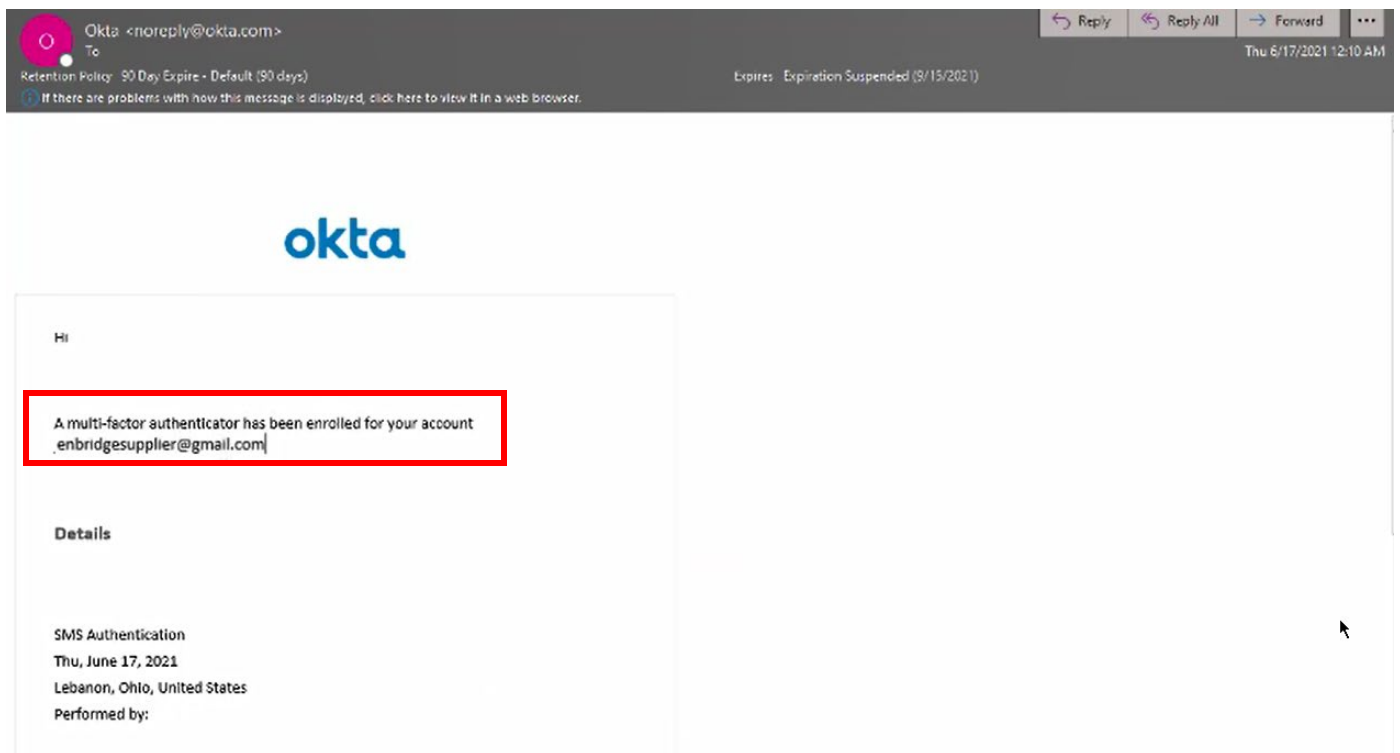 Okta <noreply@okta.com>
To
Reply
Reply All
Forward
Thu 6/17/2021 12:10 AM
Retention Policy 90 Day Expire - Default (90 days)
Expires Expiration Suspended (9/15/2021)
If there are problems with how this message is displayed, click here to view it in a web browser.
okta
Hi
A multi-factor authenticator has been enrolled for your account
enbridgesupplier@gmail.com
Details
SMS Authentication
Thu, June 17, 2021
Lebanon, Ohio, United States
Performed by: